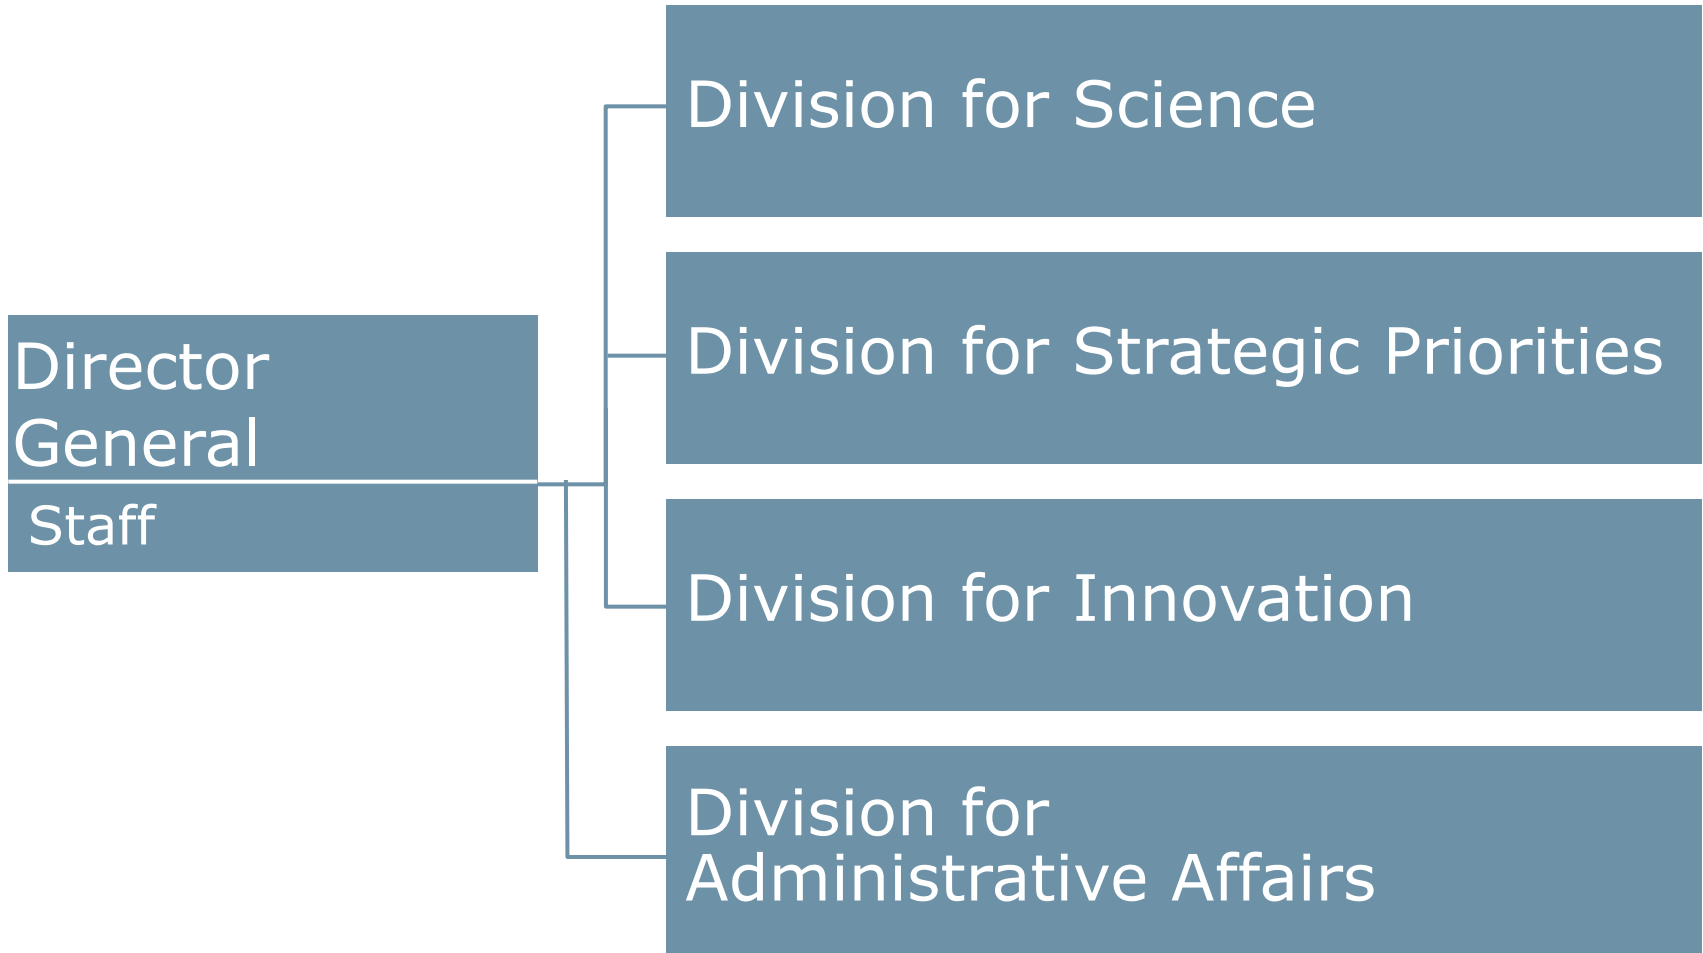 Director
General
Staff
Division for Science
Division for Strategic Priorities
Division for Innovation
Division for
Administrative Affairs